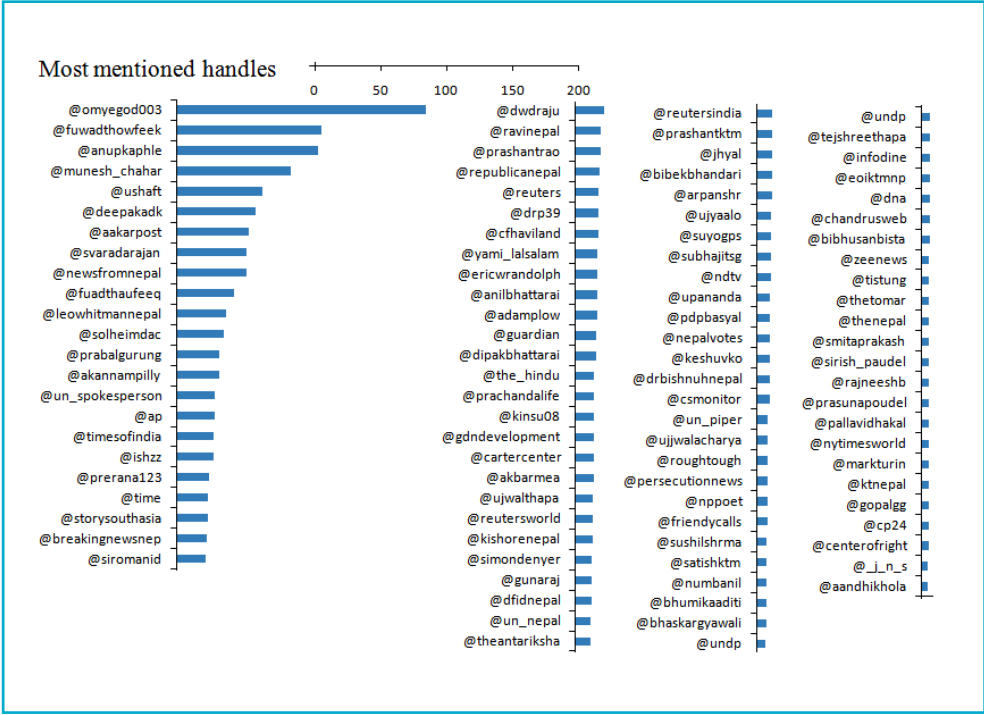 Most mentioned handles
0 50 100 150 200
@omyegod003
@fuwadthowfeek
@anupkaphle
@munesh_chahar
@ushaft
@deepakadk
@aakarpost
@svaradarajan
@newsfromnepal
@fuadthaufeeq
@leowhitmannepal
@solheimdac
@prabalgurung
@akannampilly
@un_spokesperson
@ap
@timesofindia
@ishzz
@prerana123
@time
@storysouthasia
@breakingnewsnep
@siromanid
@dwdraju
@ravinepal
@prashantrao
@republicanepal
@reuters
@drp39
@cfhaviland
@yami_lalsalam
@ericwrandolph
@anilbhattarai
@adamplow
@guardian
@dipakbhattarai
@the_hindu
@prachandalife
@kinsu08
@gdndevelopment
@cartercenter
@akbarmea
@ujwalthapa
@reutersworld
@kishorenepal
@simondenyer
@gunaraj
@dfidnepal
@un_nepal
@theantariksha
@reutersindia
@prashantktm
@jhyal
@bibekbhandari
@arpanshr
@ujyaalo
@suyogps
@subhajitsg
@ndtv
@upananda
@pdpbasyal
@nepalvotes
@keshuvko
@drbishnuhnepal
@csmonitor
@un_piper
@ujjwalacharya
@roughtough
@persecutionnews
@nppoet
@friendycalls
@sushilshrma
@satishktm
@numbanil
@bhumikaaditi
@bhaskargyawali
@undp
@undp
@tejshreethapa
@infodine
@eoiktmnp
@dna
@chandrusweb
@bibhusanbista
@zeenews
@tistung
@thetomar
@thenepal
@smitaprakash
@sirish_paudel
@rajneeshb
@prasunapoudel
@pallavidhakal
@nytimesworld
@markturin
@ktnepal
@gopalgg
@cp24
@centerofright
@_j_n_s
@aandhikhola